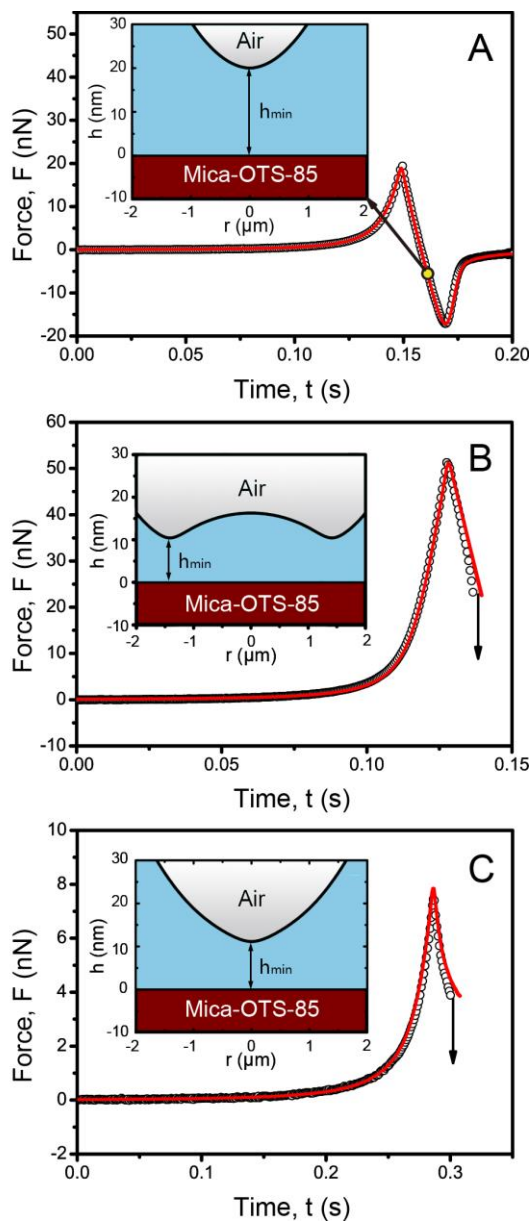 A
50
40
30
20
10
0
-10
-20
Force, F (nN)
0.00 0.05 0.10 0.15 0.20
Time, t (s)
30
20
10
0
-10
h (nm)
Air
hmin
Mica-OTS-85
-2 -1 0 1 2
r (µm)
B
60
50
40
30
20
10
0
-10
Force, F (nN)
0.00 0.05 0.10 0.15
Time, t (s)
30
20
10
0
-10
h (nm)
Air
hmin
Mica-OTS-85
-2 -1 0 1 2
r (µm)
C
8
6
4
2
0
-2
Force, F (nN)
0.0 0.1 0.2 0.3
Time, t (s)
30
20
10
0
-10
h (nm)
Air
hmin
Mica-OTS-85
-2 -1 0 1 2
r (µm)